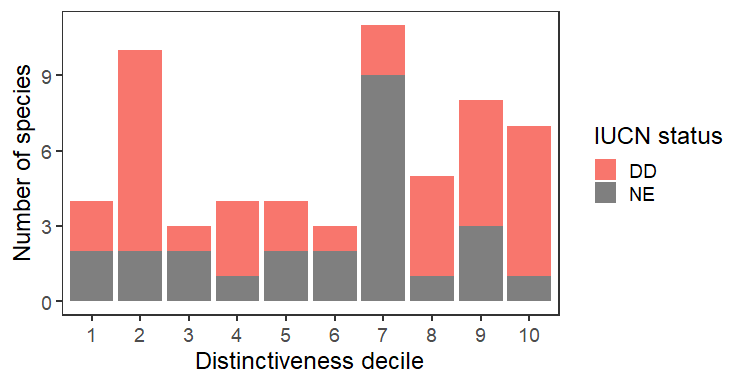 Number of species
9
6
3
0
1 2 3 4 5 6 7 8 9 10
Distinctiveness decile
IUCN status
DD
NE